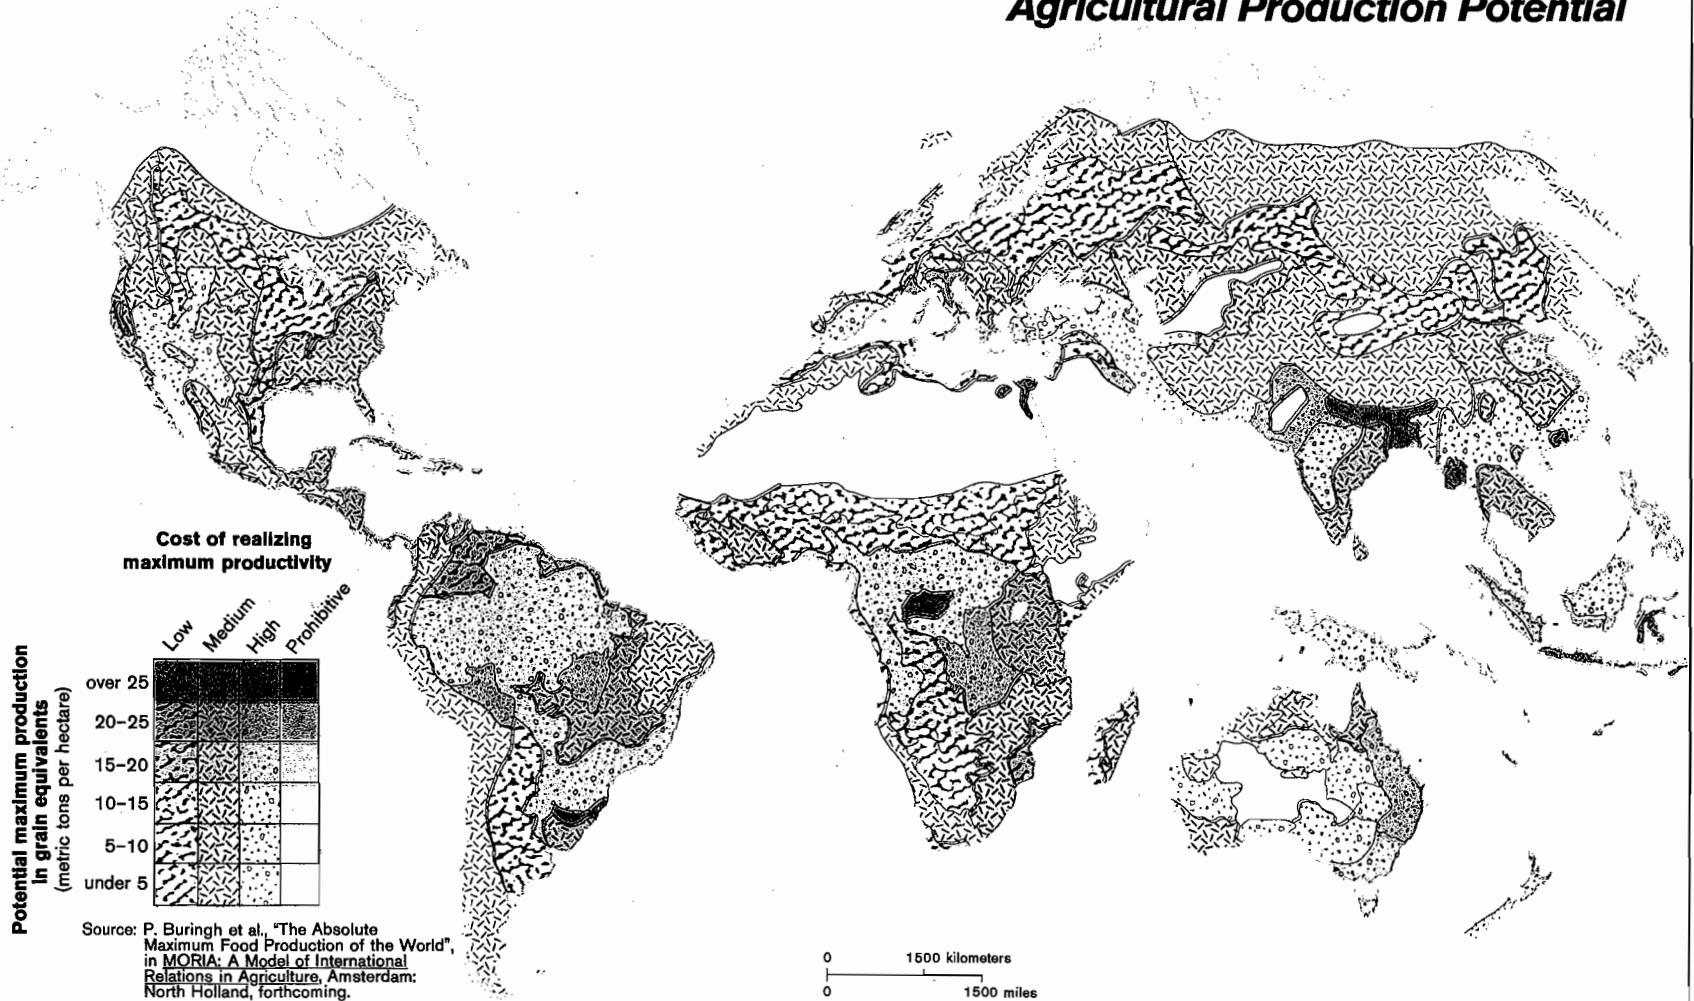 Agricultural Production Potential
Cost of realizing
maximum productivity
Low
Medium
High
Prohibitive
Potential maximum production
in grain equivalents
(metric tons per hectare)
over 25
20-25
15-20
10-15
5-10
under 5
Source: P. Buringh et al., "The Absolute
Maximum Food Production of the World",
in MORIA: A Model of International
Relations in Agriculture, Amsterdam:
North Holland, forthcoming.
0 1500 kilometers
0 1500 miles